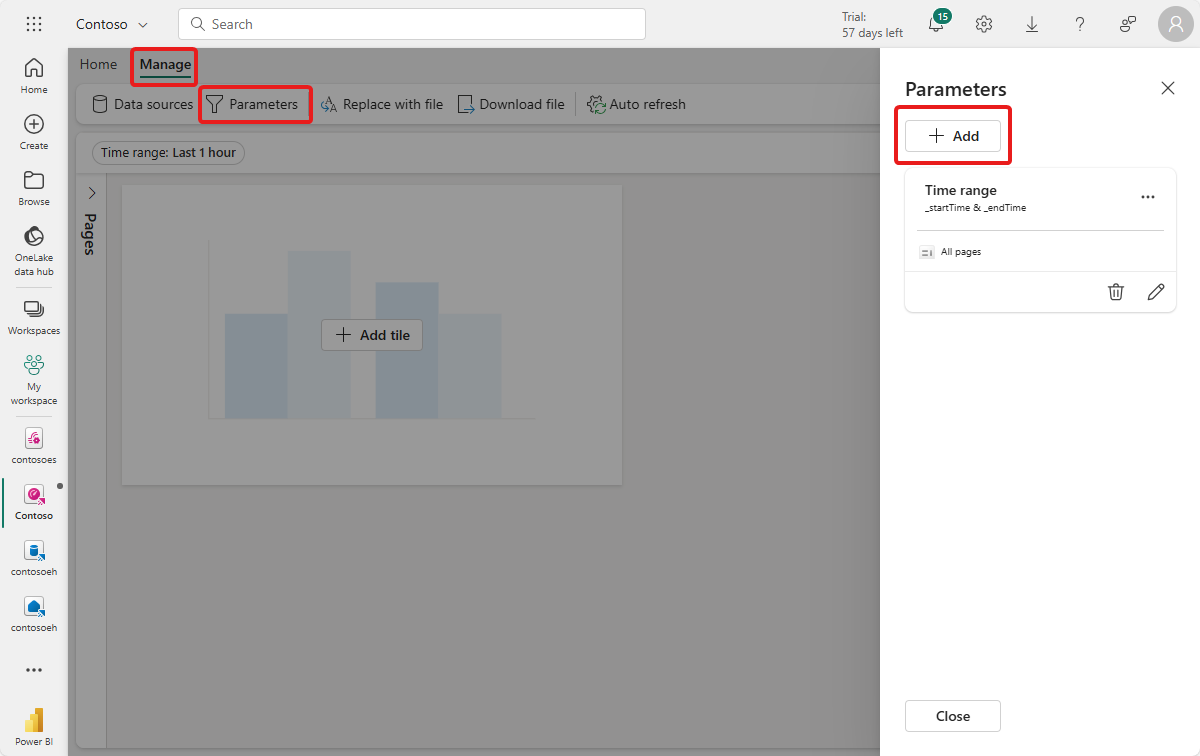 Contoso
Search
Trial:
57 days left
15
Home
Create
Browse
OneLake
data hub
Workspaces
My
workspace
contosoes
Contoso
contosoeh
contosoeh
Power BI
Home
Manage
Data sources
Parameters
Replace with file
Download file
Auto refresh
Time range: Last 1 hour
Pages
Add tile
Parameters
Add
Time range
_startTime & _endTime
All pages
Close